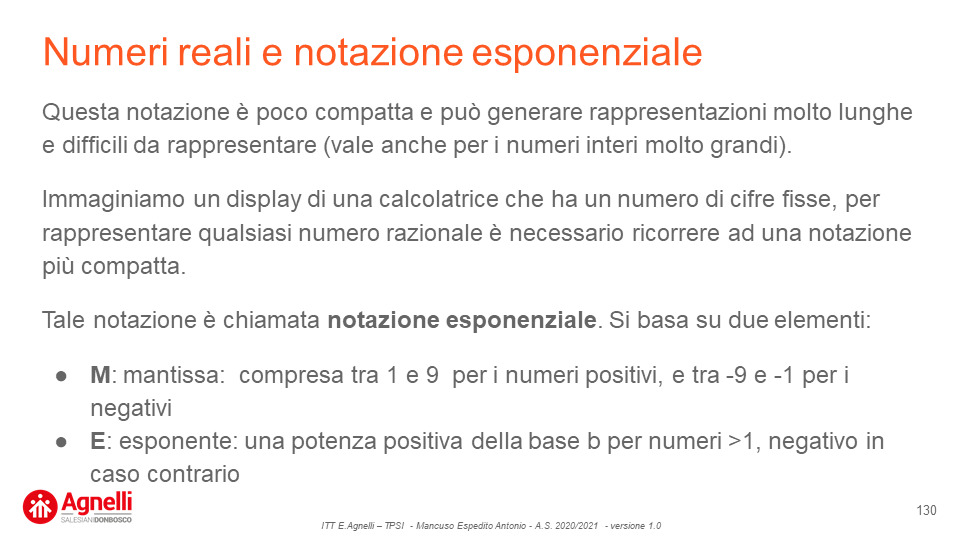 Numeri reali e notazione esponenziale
Questa notazione è poco compatta e può generare rappresentazioni molto lunghe
e difficili da rappresentare (vale anche per i numeri interi molto grandi).
Immaginiamo un display di una calcolatrice che ha un numero di cifre fisse, per
rappresentare qualsiasi numero razionale è necessario ricorrere ad una notazione
più compatta.
Tale notazione è chiamata notazione esponenziale. Si basa su due elementi:
● M: mantissa: compresa tra 1 e 9 per i numeri positivi, e tra -9 e -1 per i
negativi
● E: esponente: una potenza positiva della base b per numeri >1, negativo in
caso contrario
Agnelli
SALESIANI DONBOSCO
130
ITT E.Agnelli – TPSI - Mancuso Espedito Antonio - A.S. 2020/2021 - versione 1.0